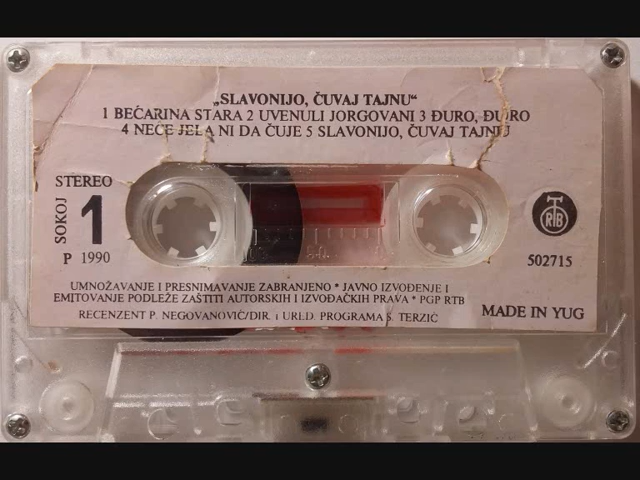 „SLAVONIJO, ČUVAJ TAJNU“
1 BEĆARINA STARA 2 UVENULI JORGOVANI 3 ĐURO, ĐURO
4 NEĆE JELA NI DA ČUJE 5 SLAVONIJO, ČUVAJ TAJNU
STEREO
SOKOJ
1
P 1990
RTB
502715
50
UMNOŽAVANJE I PRESNIMAVANJE ZABRANJENO * JAVNO IZVOĐENJE I
EMITOVANJE PODLEŽE ZAŠTITI AUTORSKIH I IZVOĐAČKIH PRAVA * PGP RTB
RECENZENT P. NEGOVANOVIĆ/DIR. I URED. PROGRAMA S. TERZIĆ
MADE IN YUG